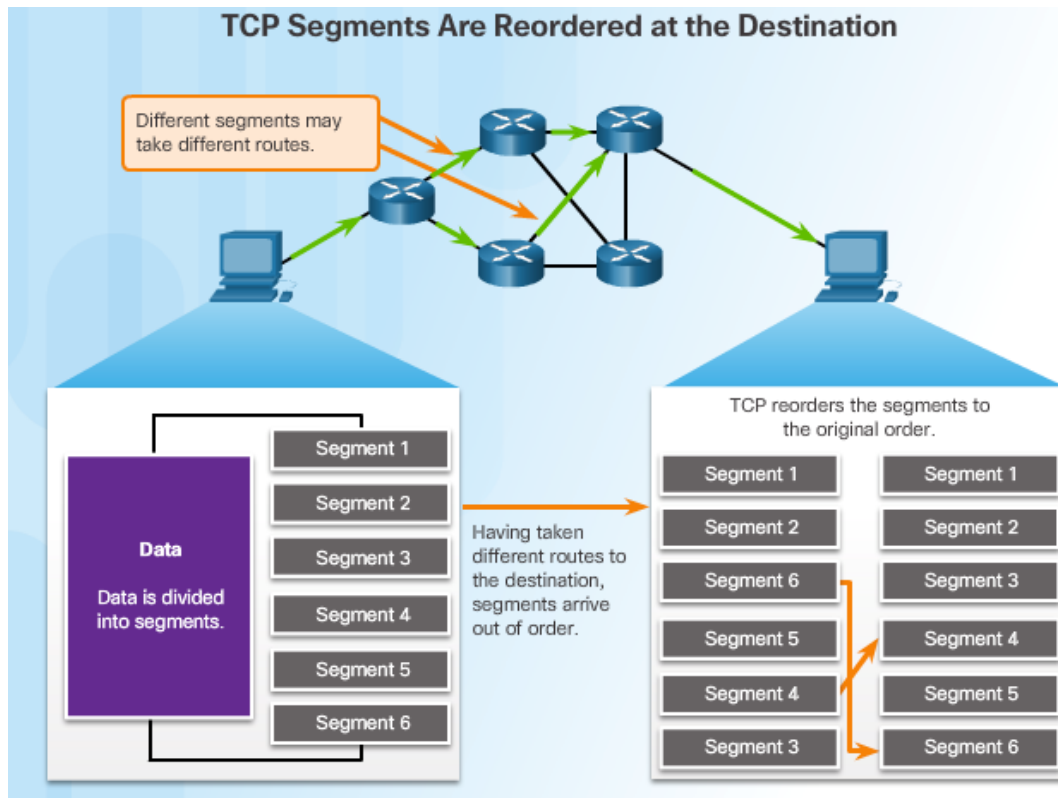 TCP Segments Are Reordered at the Destination
Different segments may
take different routes.
Data
Data is divided
into segments.
Segment 1
Segment 2
Segment 3
Segment 4
Segment 5
Segment 6
Having taken
different routes to
the destination,
segments arrive
out of order.
TCP reorders the segments to
the original order.
Segment 1
Segment 2
Segment 6
Segment 5
Segment 4
Segment 3
Segment 1
Segment 2
Segment 3
Segment 4
Segment 5
Segment 6